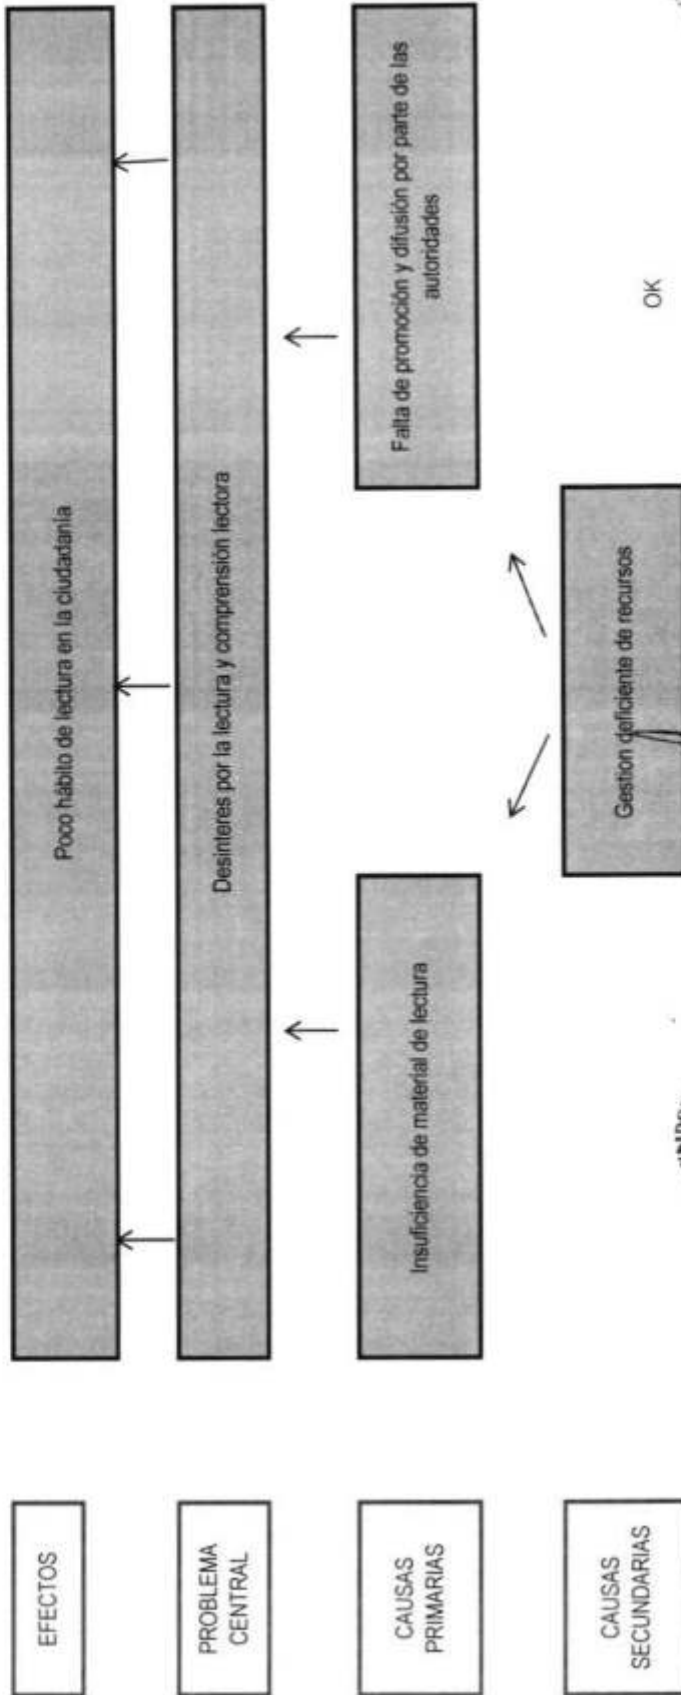 EFECTOS
Poco hábito de lectura en la ciudadanía
PROBLEMA
CENTRAL
Desinteres por la lectura y comprensión lectora
CAUSAS
PRIMARIAS
Insuficiencia de material de lectura
Falta de promoción y difusión por parte de las
autoridades
CAUSAS
SECUNDARIAS
Gestion deficiente de recursos
OK